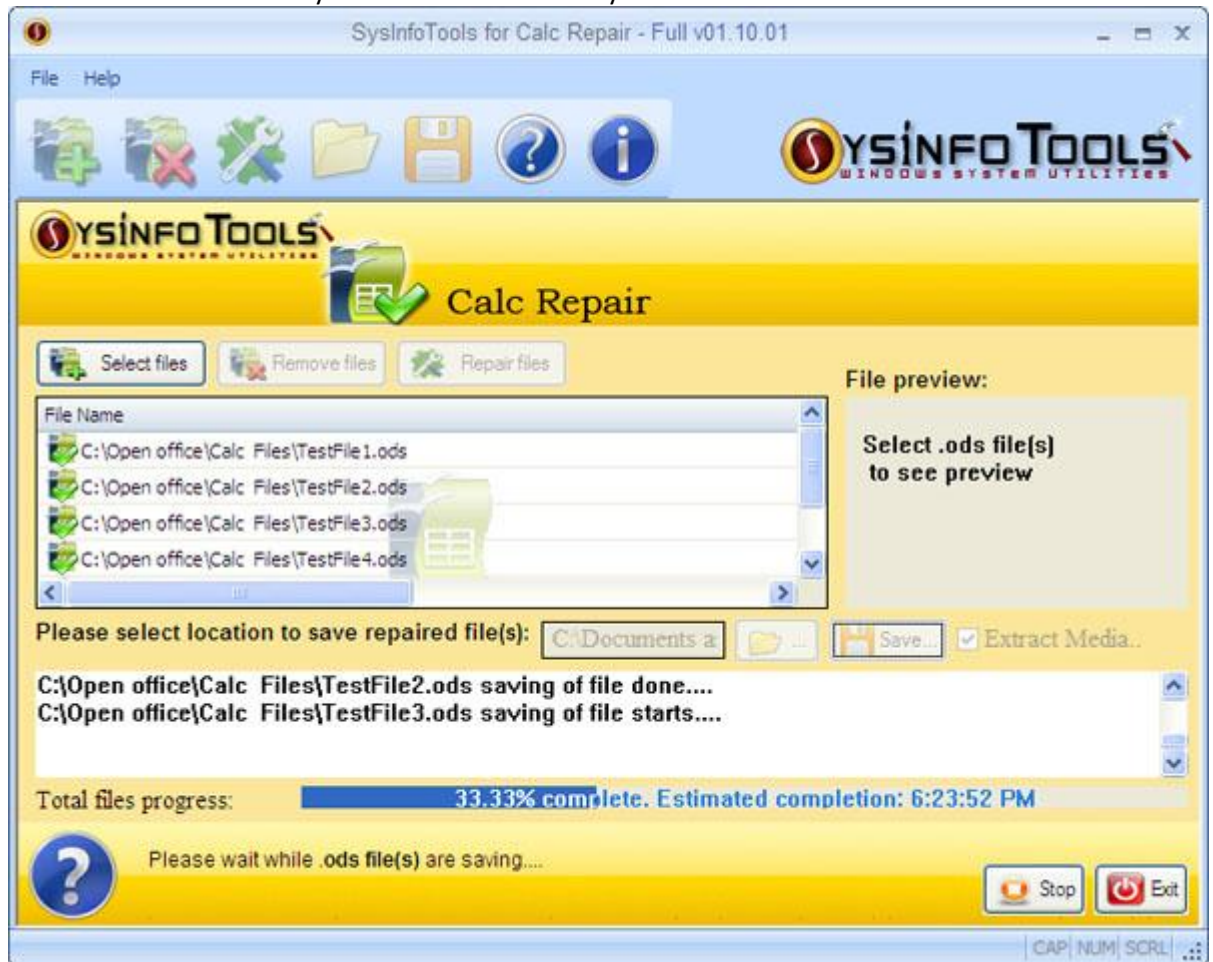 SysInfoTools for Calc Repair - Full v01.10.01
File Help
SYSINFO TOOLS
WINDOWS SYSTEM UTILITIES
SYSINFO TOOLS
WINDOWS SYSTEM UTILITIES
Calc Repair
Select files Remove files Repair files
File preview:
File Name
C:\Open office\Calc Files\TestFile1.ods
C:\Open office\Calc Files\TestFile2.ods
C:\Open office\Calc Files\TestFile3.ods
C:\Open office\Calc Files\TestFile4.ods
Select .ods file(s)
to see preview
Please select location to save repaired file(s): C:\Documents a ... Save... Extract Media..
C:\Open office\Calc Files\TestFile2.ods saving of file done....
C:\Open office\Calc Files\TestFile3.ods saving of file starts....
Total files progress: 33.33% complete. Estimated completion: 6:23:52 PM
Please wait while .ods file(s) are saving....
Stop Exit
CAP NUM SCRL